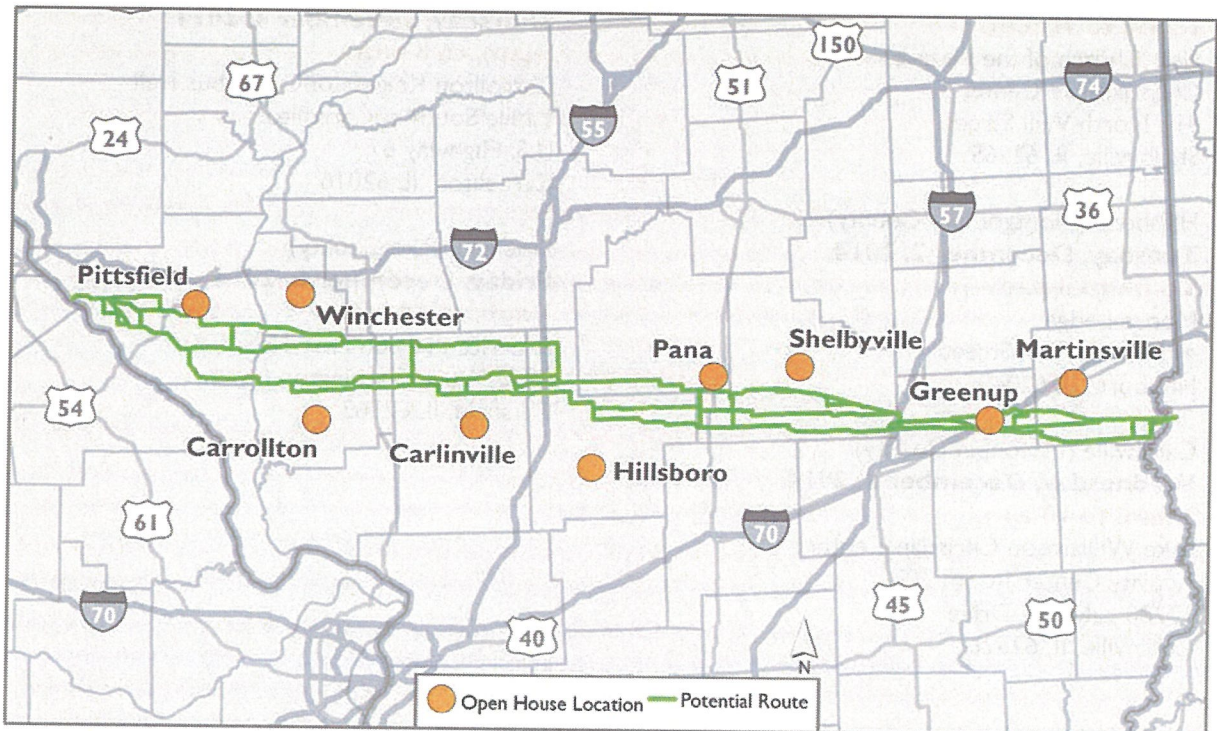 67
24
55
72
150
51
74
57
36
Pittsfield
Winchester
Pana
Shelbyville
Martinsville
Greenup
54
Carrollton
Carlinville
Hillsboro
61
70
70
40
45
50
N
Open House Location
Potential Route